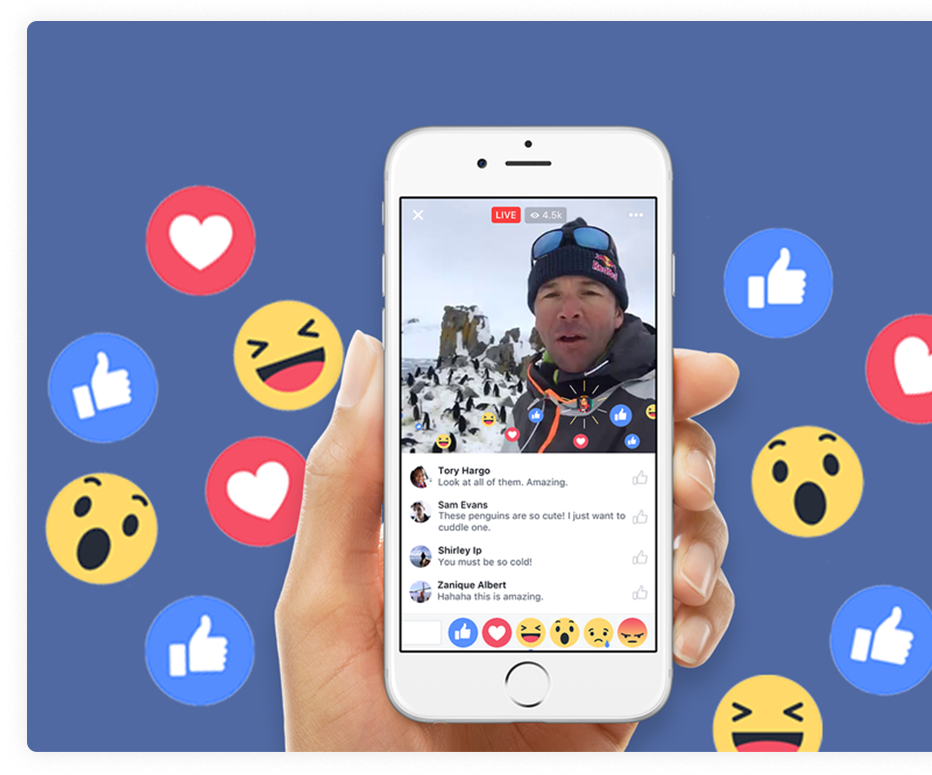 LIVE 4.5k
Red Bull
Tory Hargo
Look at all of them. Amazing.
Sam Evans
These penguins are so cute! I just want to
cuddle one.
Shirley Ip
You must be so cold!
Zanique Albert
Hahaha this is amazing.